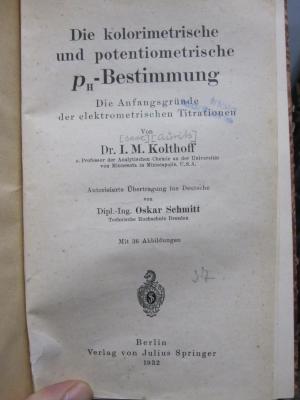 Die kolorimetrische
und potentiometrische
pH-Bestimmung
Die Anfangsgründe
der elektrometrischen Titrationen
Von
Dr. I. M. Kolthoff
o. Professor der Analytischen Chemie an der Universität
von Minnesota in Minneapolis, U.S.A.
Autorisierte Übertragung ins Deutsche
von
Dipl.-Ing. Oskar Schmitt
Technische Hochschule Dresden
Mit 36 Abbildungen
37
Berlin
Verlag von Julius Springer
1932